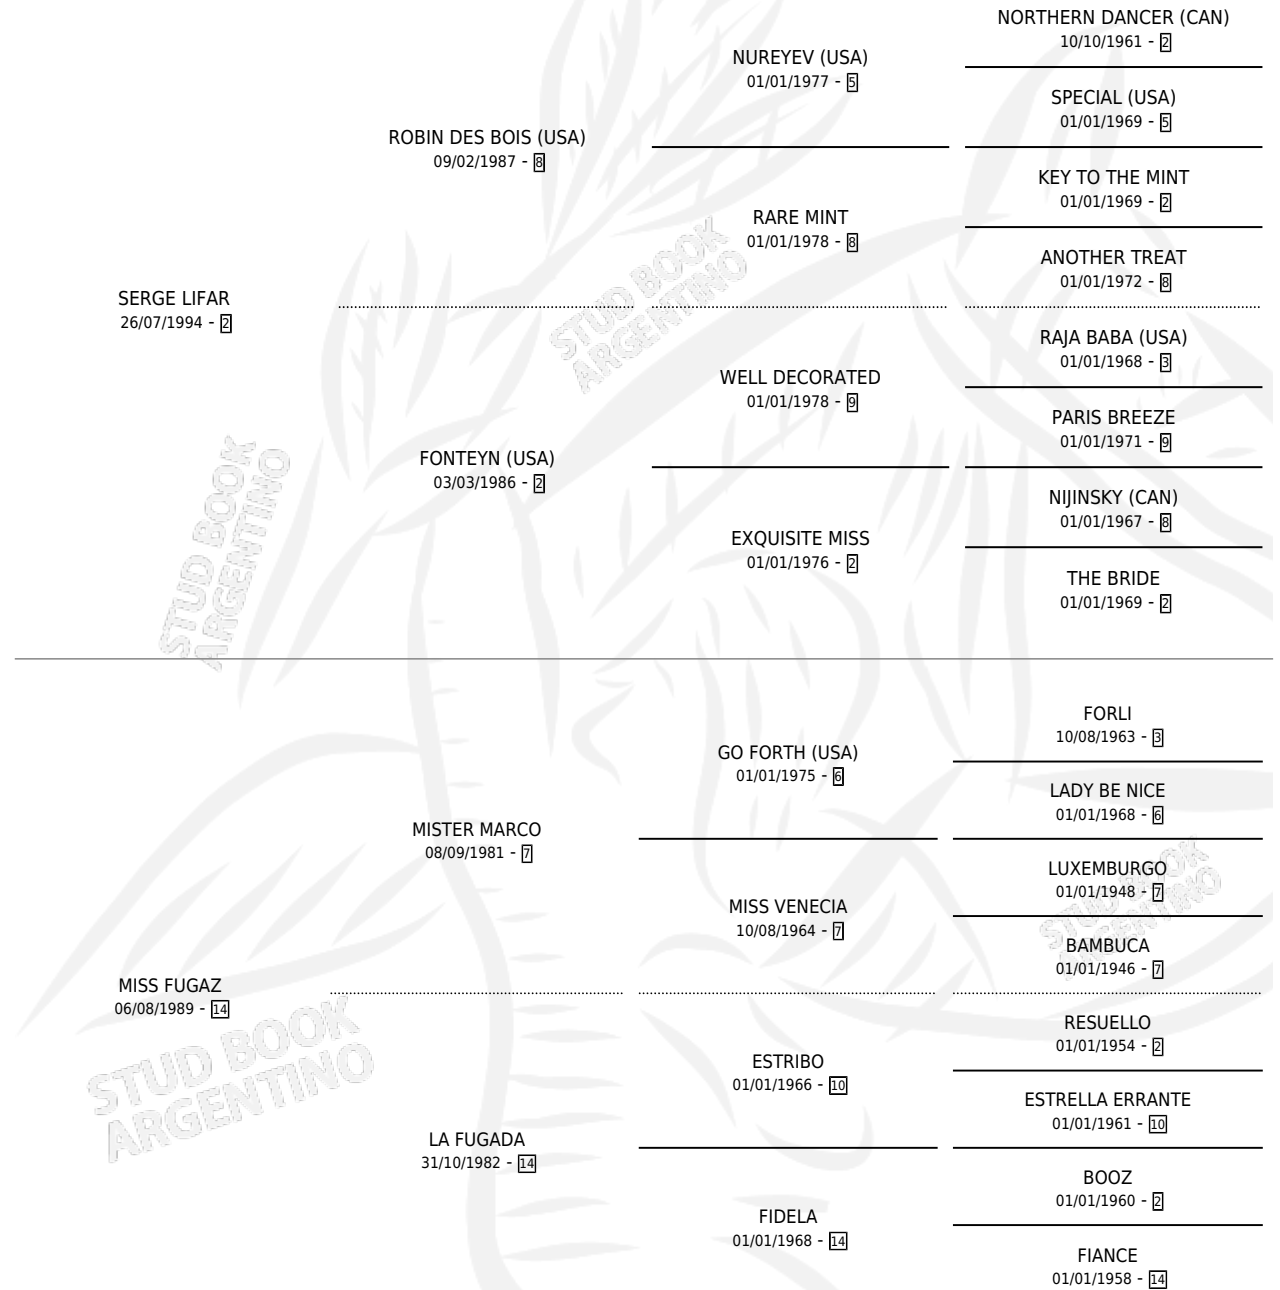 NORTHERN DANCER (CAN)
10/10/1961 - 2
NUREYEV (USA)
01/01/1977 - 5
SPECIAL (USA)
01/01/1969 - 5
ROBIN DES BOIS (USA)
09/02/1987 - 8
KEY TO THE MINT
01/01/1969 - 2
RARE MINT
01/01/1978 - 8
ANOTHER TREAT
01/01/1972 - 8
SERGE LIFAR
26/07/1994 - 2
STUD BOOK
ARGENTINO
RAJA BABA (USA)
01/01/1968 - 3
WELL DECORATED
01/01/1978 - 9
PARIS BREEZE
01/01/1971 - 9
FONTEYN (USA)
03/03/1986 - 2
NIJINSKY (CAN)
01/01/1967 - 8
EXQUISITE MISS
01/01/1976 - 2
THE BRIDE
01/01/1969 - 2
STUD BOOK
ARGENTINO
FORLI
10/08/1963 - 3
GO FORTH (USA)
01/01/1975 - 6
LADY BE NICE
01/01/1968 - 6
MISTER MARCO
08/09/1981 - 7
LUXEMBURGO
01/01/1948 - 7
MISS VENECIA
10/08/1964 - 7
STUD BOOK
ARGENTINO
BAMBUCA
01/01/1946 - 7
MISS FUGAZ
06/08/1989 - 14
RESUELLO
01/01/1954 - 2
ESTRIBO
01/01/1966 - 10
ESTRELLA ERRANTE
01/01/1961 - 10
STUD BOOK
ARGENTINO
LA FUGADA
31/10/1982 - 14
BOOZ
01/01/1960 - 2
FIDELA
01/01/1968 - 14
FIANCE
01/01/1958 - 14